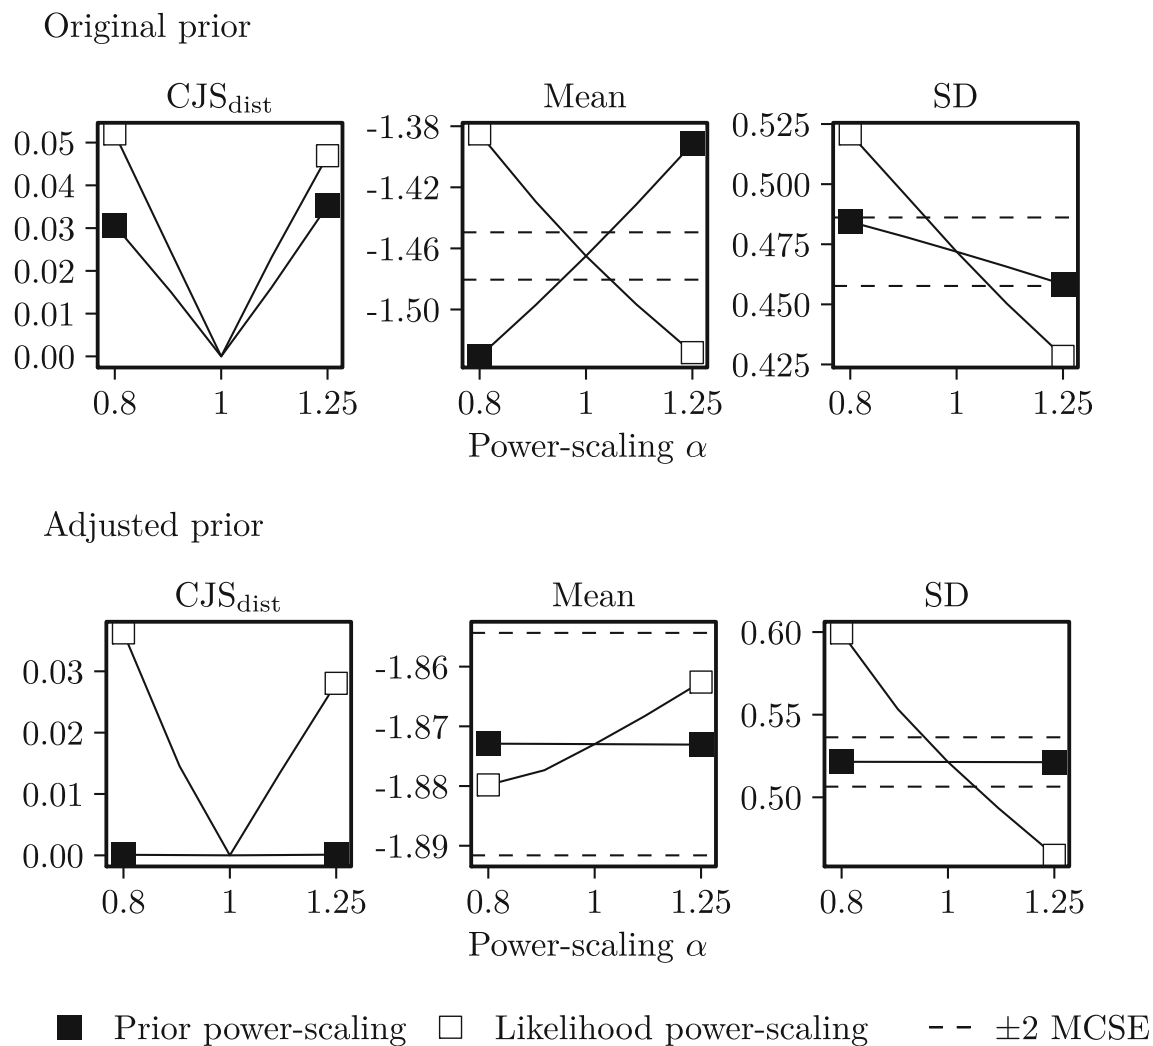 Original prior
CJSdist Mean SD
0.05
0.04
0.03
0.02
0.01
0.00
0.8 1 1.25
-1.38
-1.42
-1.46
-1.50
0.8 1 1.25
0.525
0.500
0.475
0.450
0.425
0.8 1 1.25
Power-scaling α
Adjusted prior
CJSdist Mean SD
0.03
0.02
0.01
0.00
0.8 1 1.25
-1.86
-1.87
-1.88
-1.89
0.8 1 1.25
0.60
0.55
0.50
0.8 1 1.25
Power-scaling α
Prior power-scaling Likelihood power-scaling ±2 MCSE